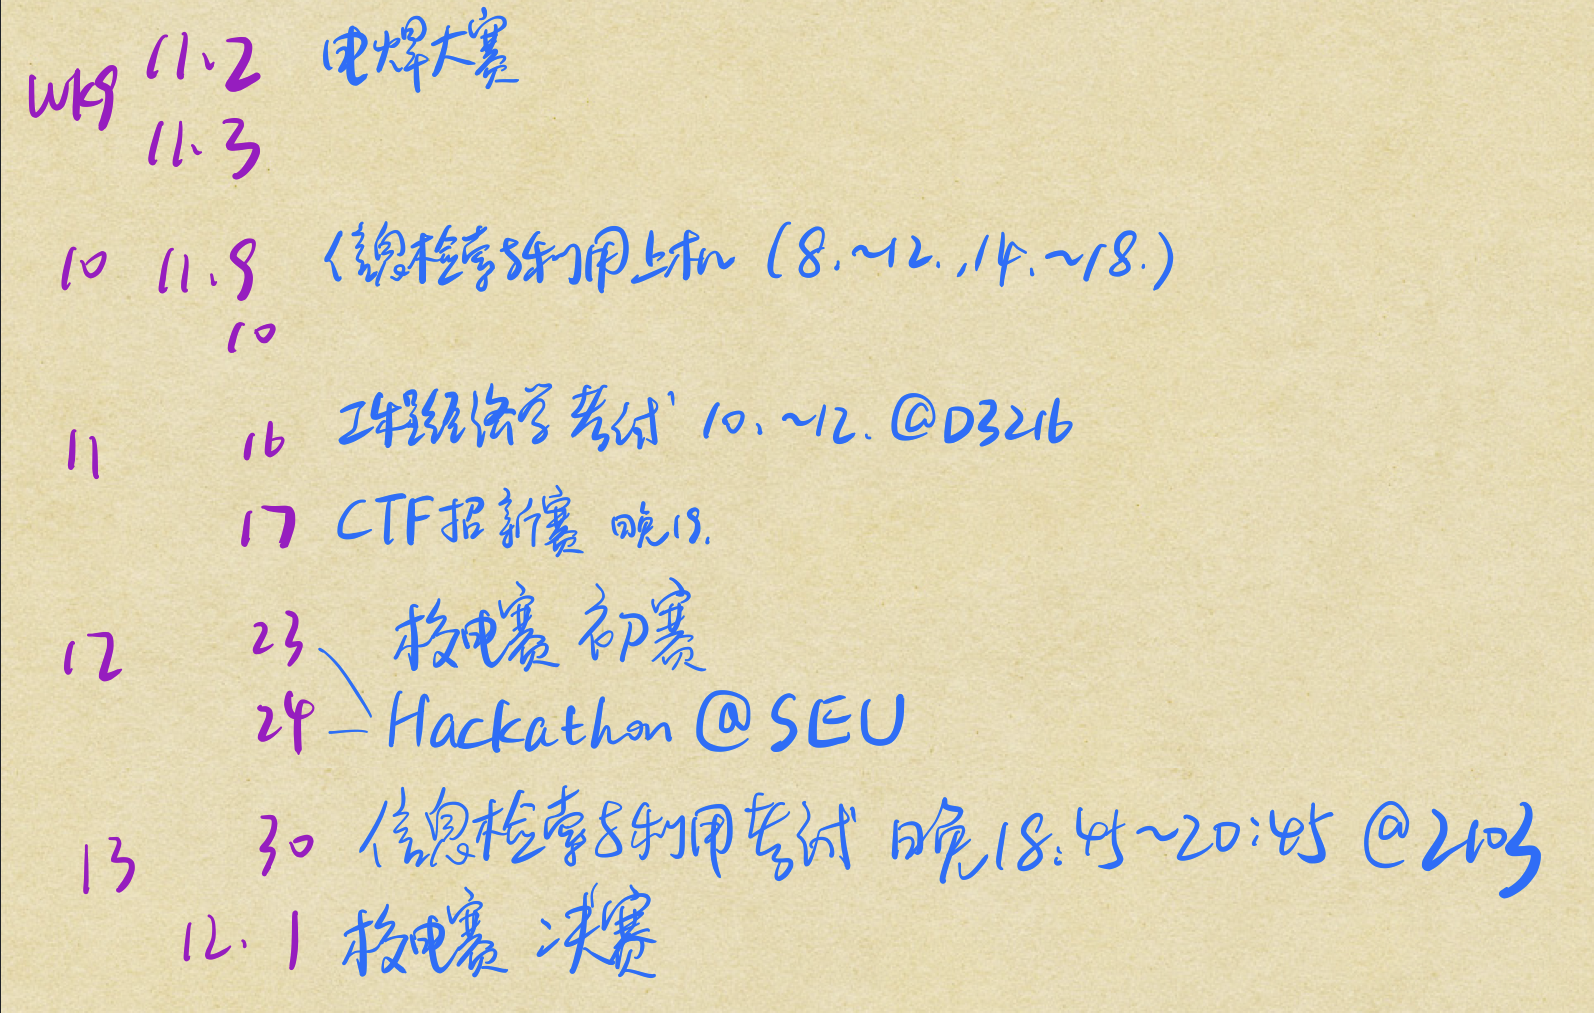 wk9 11.2 电焊大赛
11.3
10 11.9 信息检索与利用上机 (8.~12.,14.~18.)
10
11 16 工程经济学考试 10.~12. @D3216
17 CTF招新赛 晚19.
12 23 校电赛 初赛
24 Hackathon @SEU
13 30 信息检索与利用考试 晚18:45~20:45 @2103
12.1 校电赛 决赛